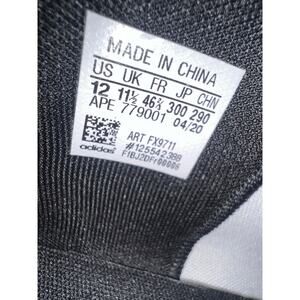 MADE IN CHINA
US UK FR JP CHN
12 11½ 46⅔ 300 290
APE 779001 04/20
ART FX9711
#125542388
F1BJ2DFr00006
adidas